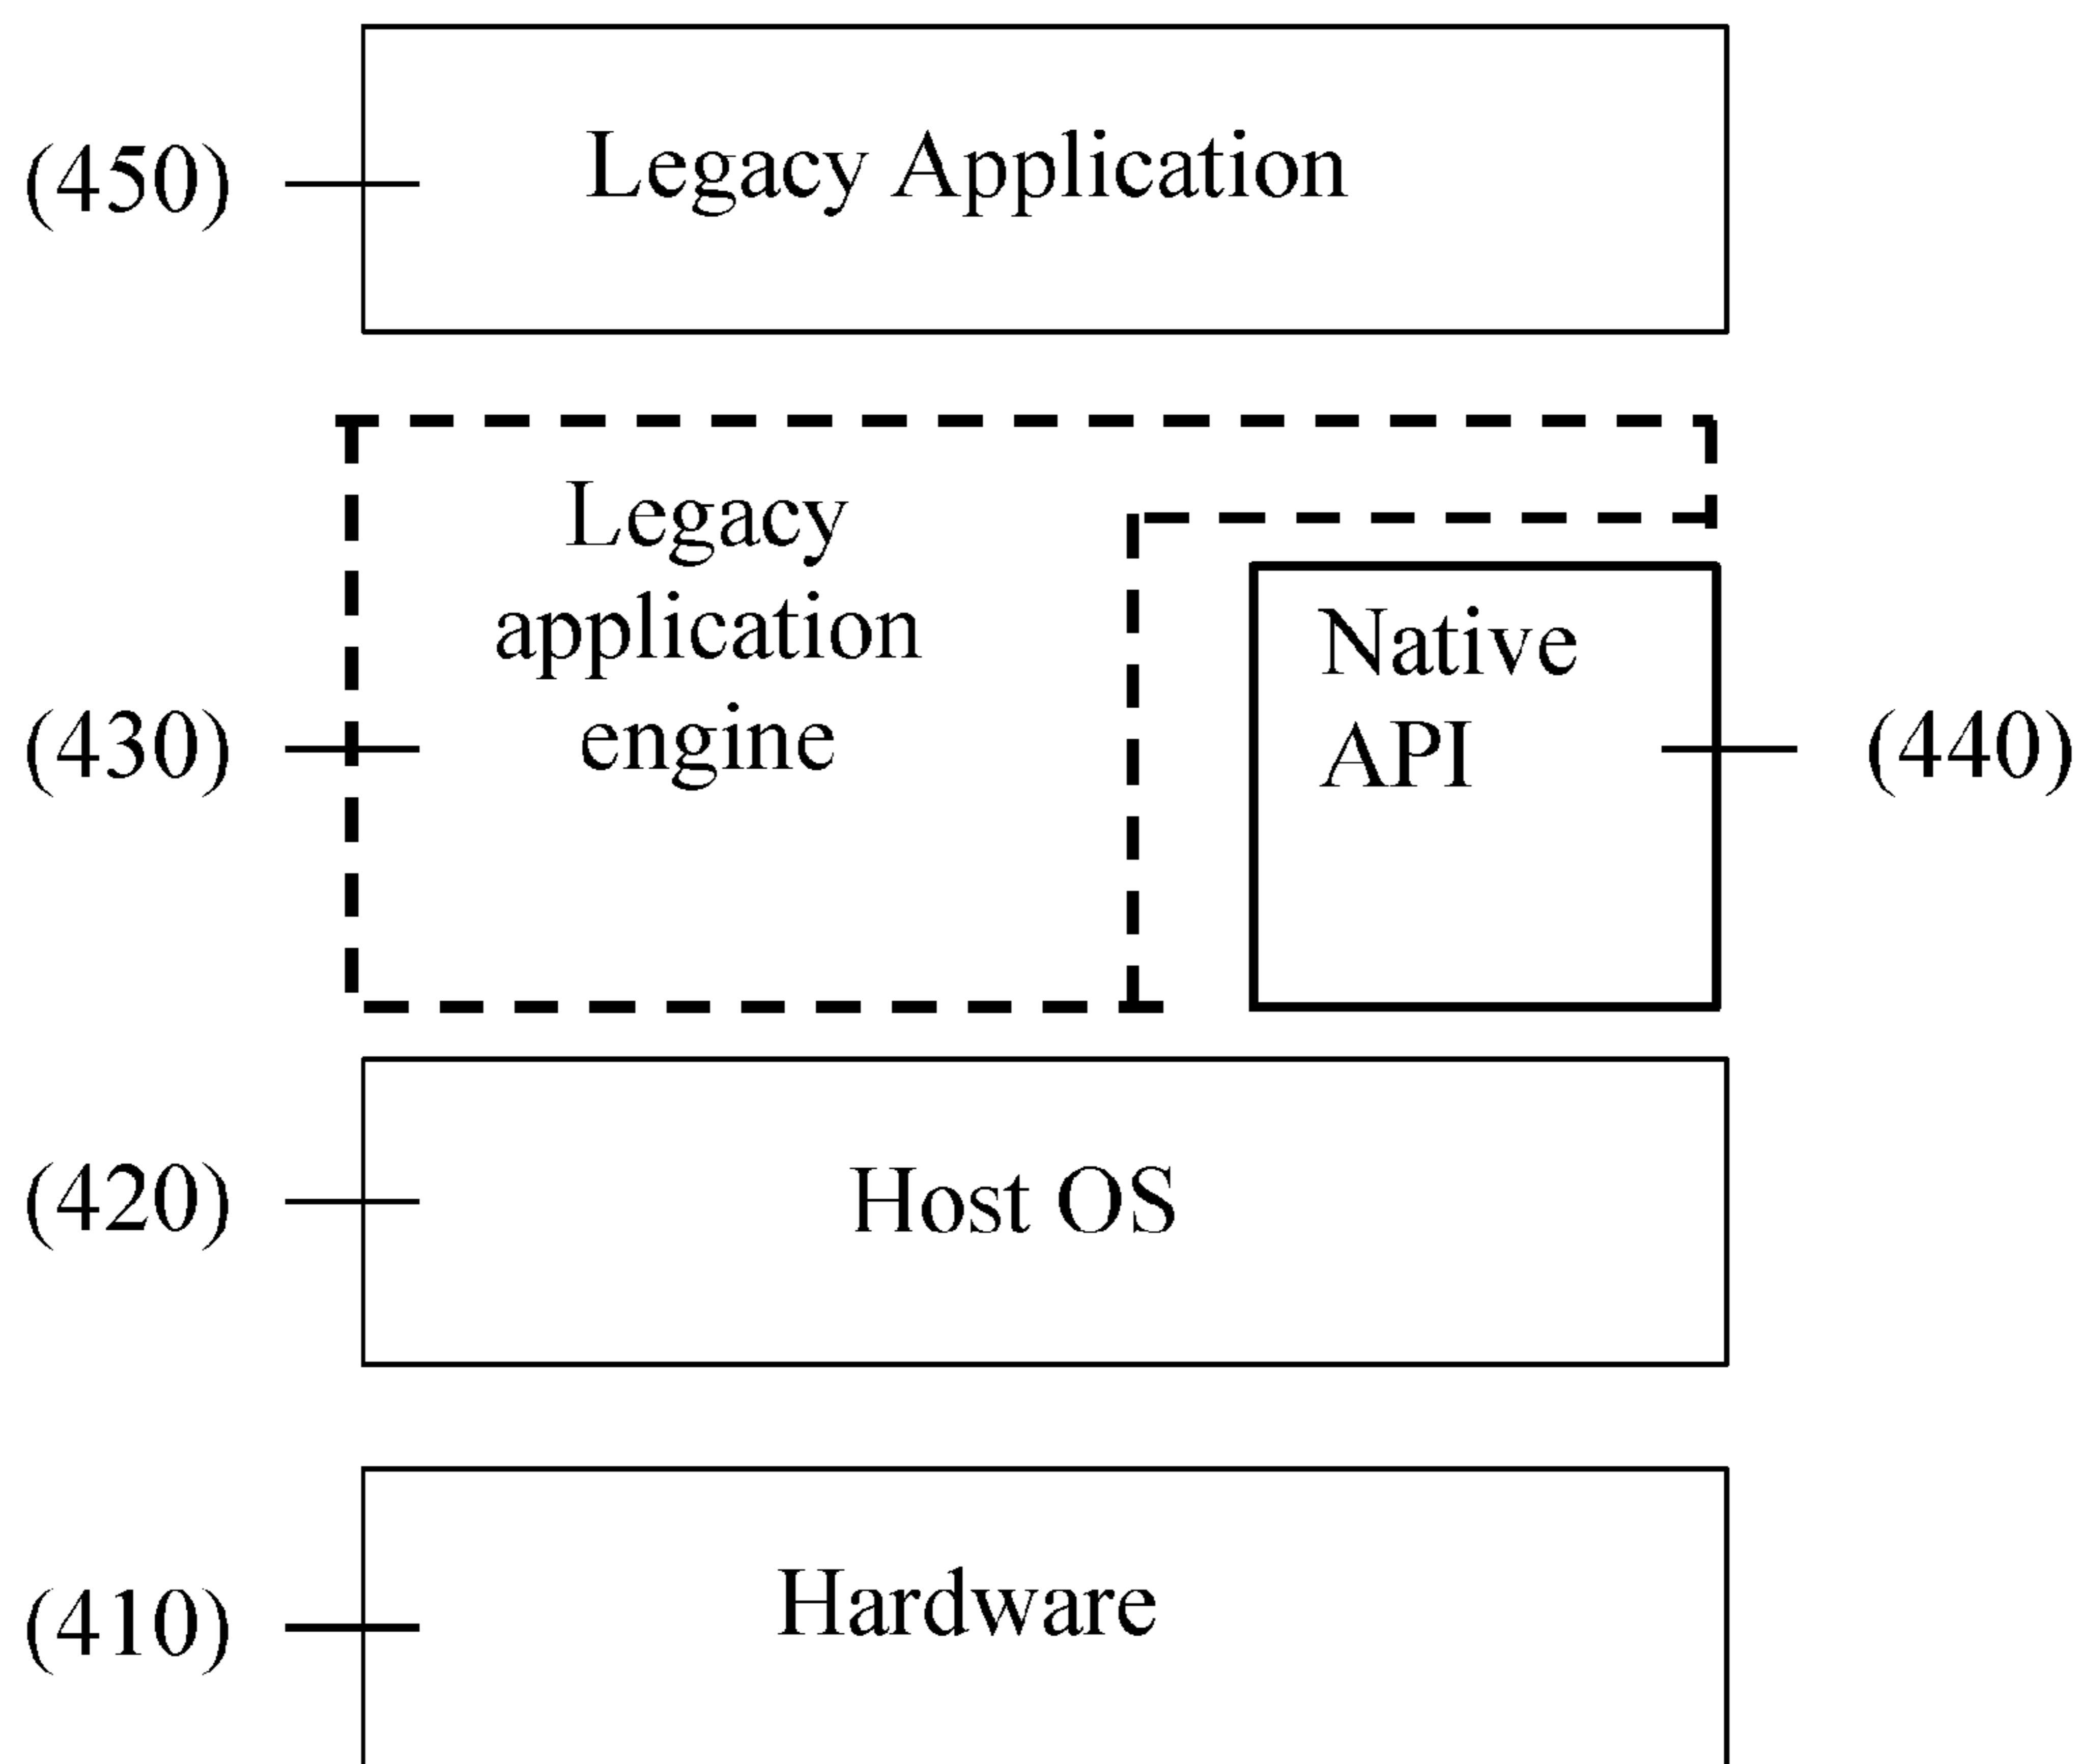 (450)
Legacy Application
Legacy
application
engine
(430)
Native
API
(440)
(420)
Host OS
(410)
Hardware